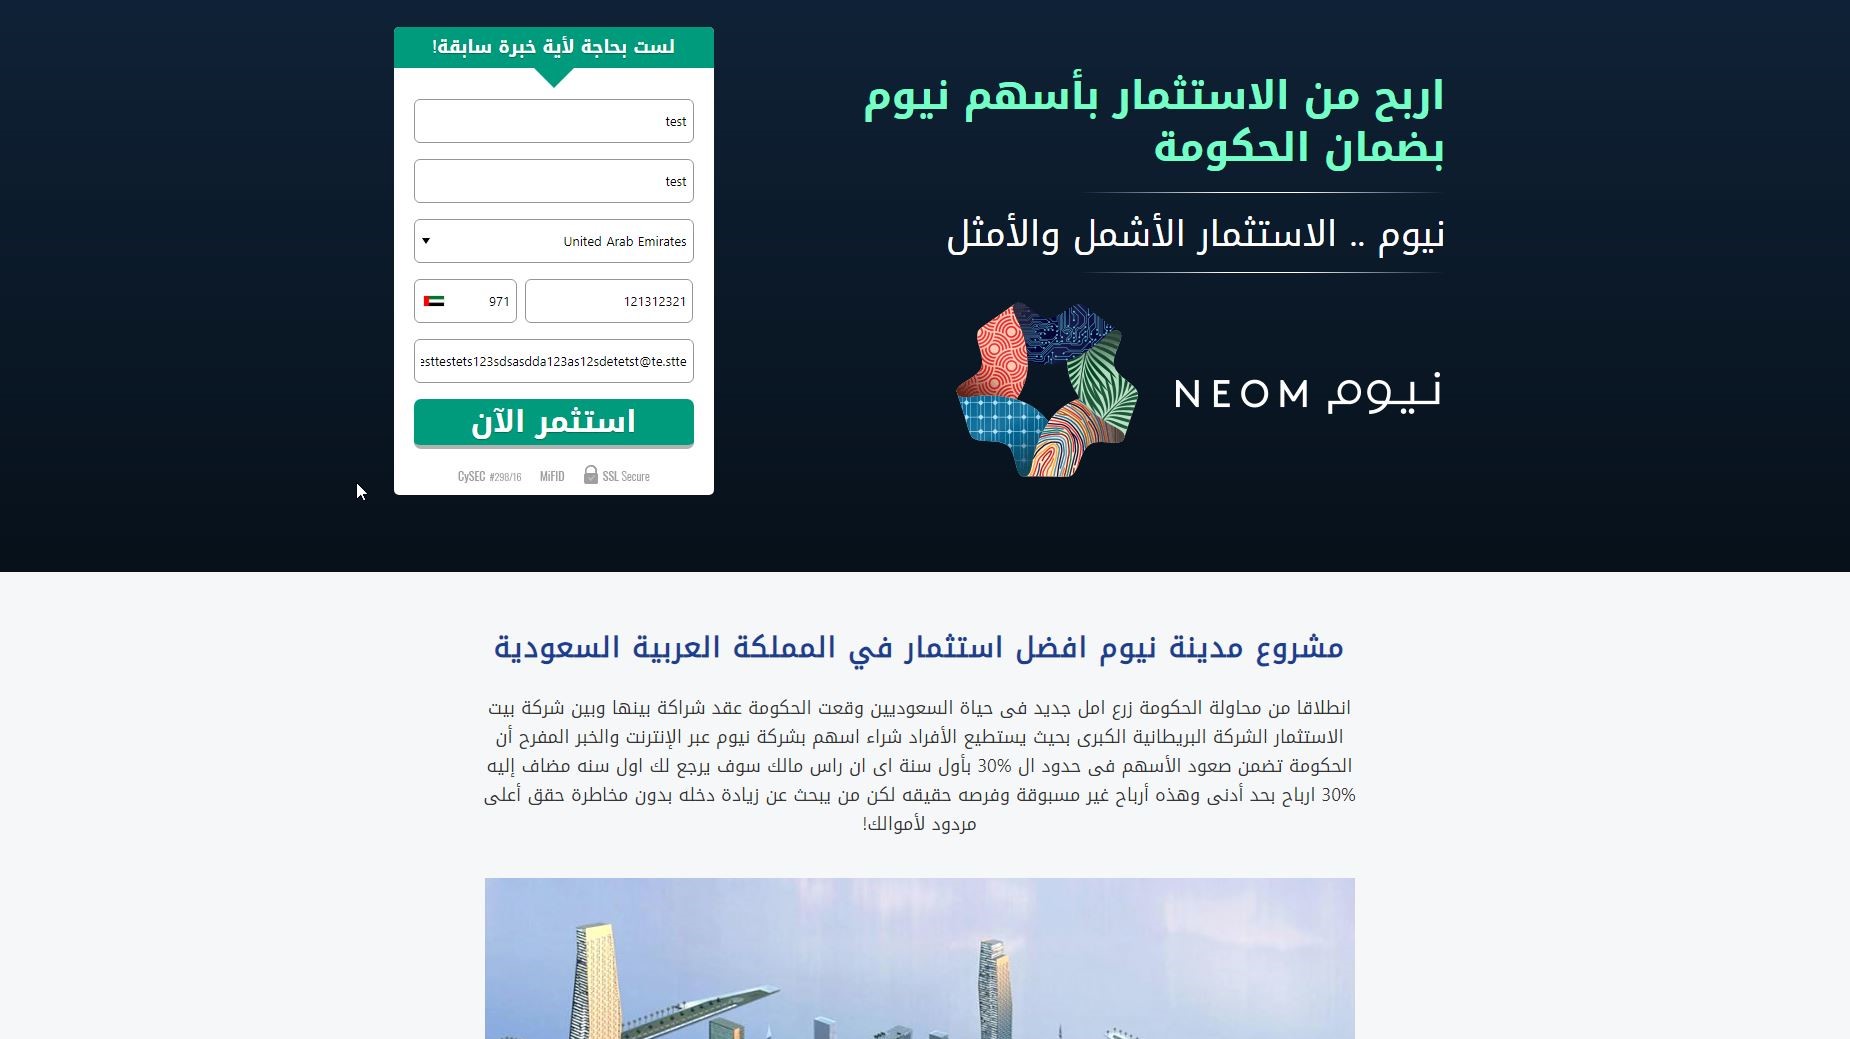 لست بحاجة لأية خبرة سابقة!
test
test
United Arab Emirates
971 121312321
esttestets123sdsasdda123as12sdetetst@te.stte
استثمر الآن
CySEC #298/16 MiFID SSL Secure
اربح من الاستثمار بأسهم نيوم
بضمان الحكومة
نيوم .. الاستثمار الأشمل والأمثل
NEOM نيوم
مشروع مدينة نيوم افضل استثمار في المملكة العربية السعودية
انطلاقا من محاولة الحكومة زرع امل جديد فى حياة السعوديين وقعت الحكومة عقد شراكة بينها وبين شركة بيت
الاستثمار الشركة البريطانية الكبرى بحيث يستطيع الأفراد شراء اسهم بشركة نيوم عبر الإنترنت والخبر المفرح أن
الحكومة تضمن صعود الأسهم فى حدود ال 30% بأول سنة اى ان راس مالك سوف يرجع لك اول سنه مضاف إليه
30% ارباح بحد أدنى وهذه أرباح غير مسبوقة وفرصه حقيقه لكن من يبحث عن زيادة دخله بدون مخاطرة حقق أعلى
مردود لأموالك!